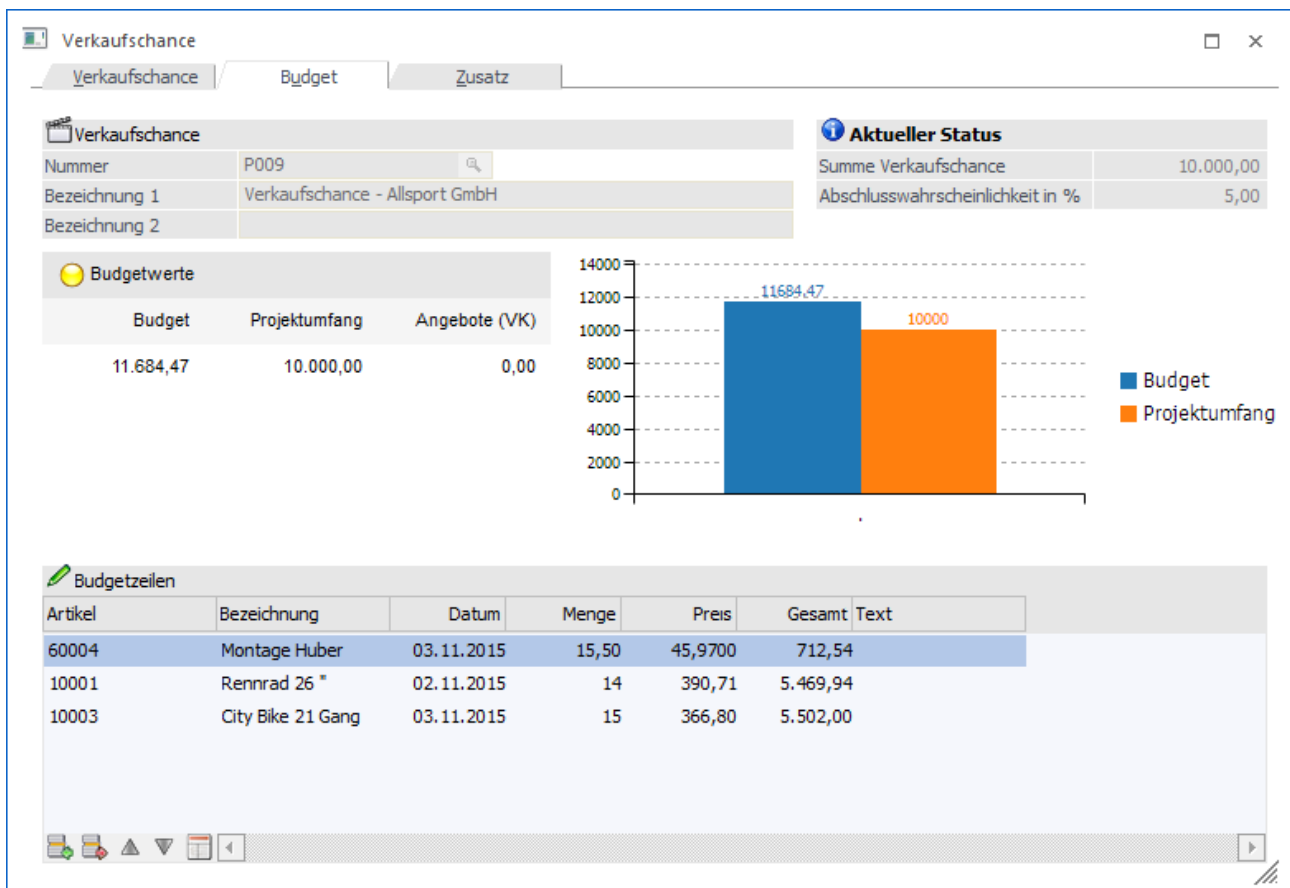 Verkaufschance
Verkaufschance Budget Zusatz
Verkaufschance
Nummer P009
Bezeichnung 1 Verkaufschance - Allsport GmbH
Bezeichnung 2
Aktueller Status
Summe Verkaufschance 10.000,00
Abschlusswahrscheinlichkeit in % 5,00
Budgetwerte
Budget Projektumfang Angebote (VK)
11.684,47 10.000,00 0,00
14000
12000
10000
8000
6000
4000
2000
0
11684,47
10000
Budget
Projektumfang
Budgetzeilen
Artikel Bezeichnung Datum Menge Preis Gesamt Text
60004 Montage Huber 03.11.2015 15,50 45,9700 712,54
10001 Rennrad 26 " 02.11.2015 14 390,71 5.469,94
10003 City Bike 21 Gang 03.11.2015 15 366,80 5.502,00